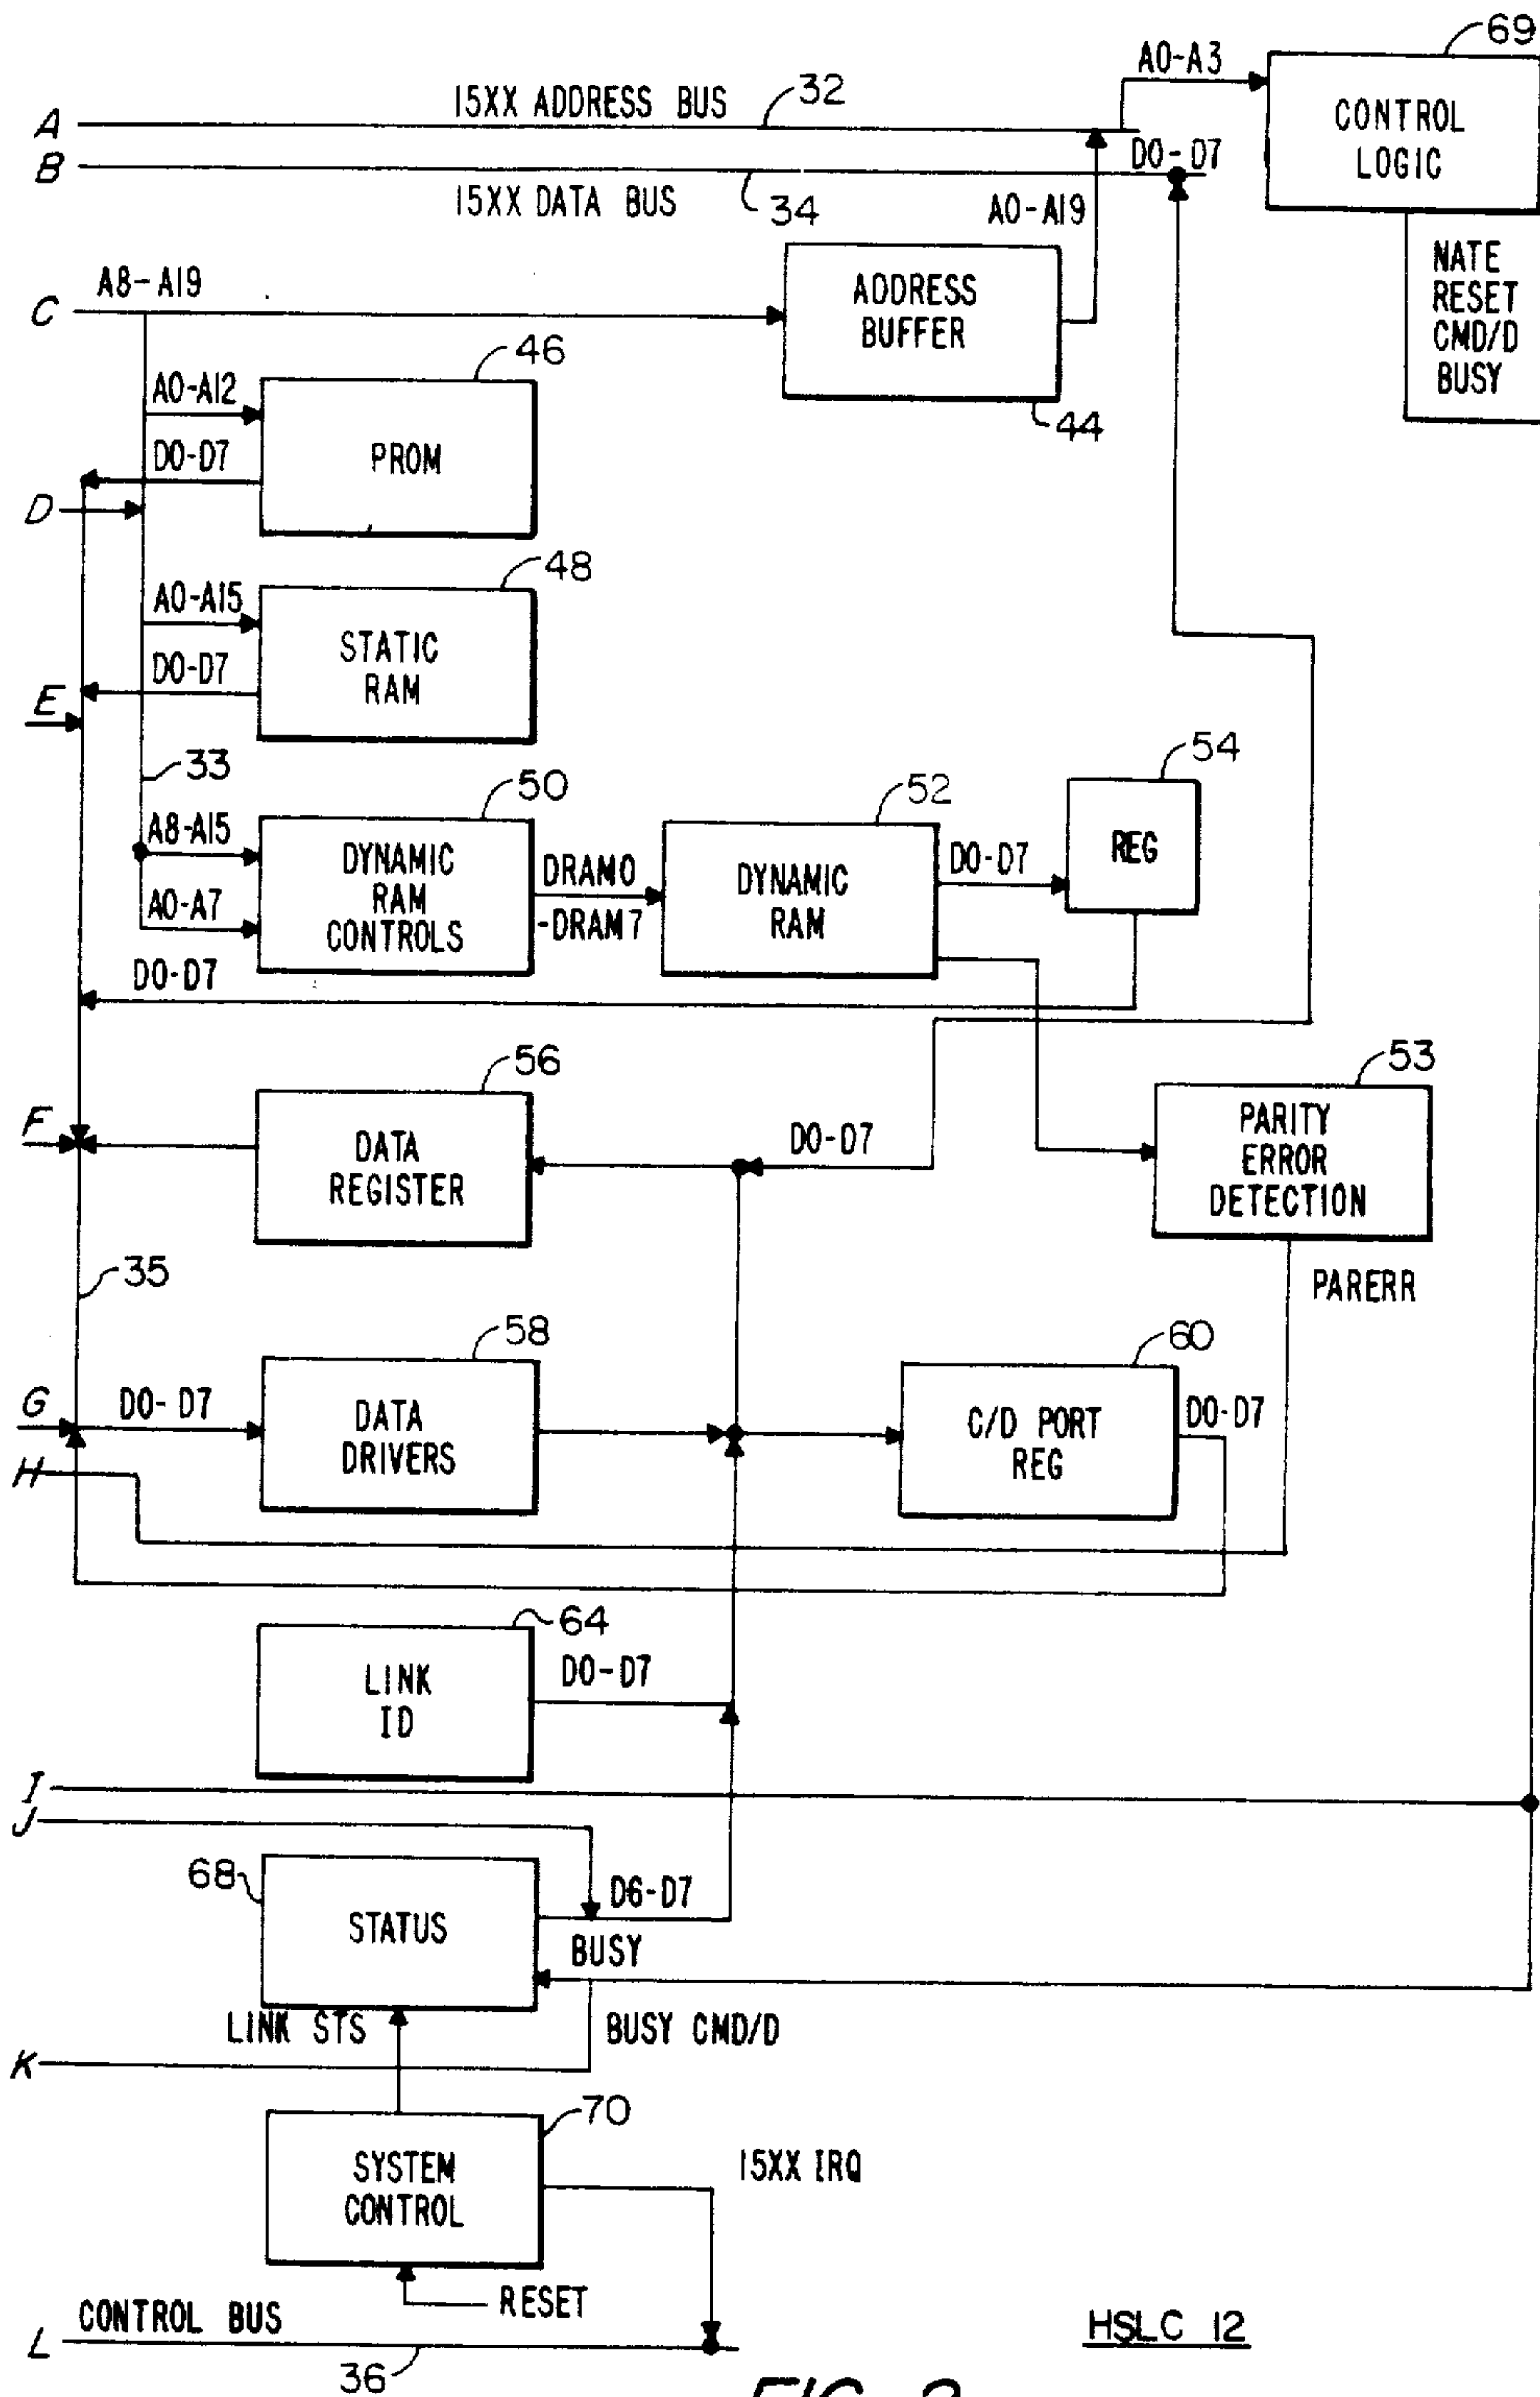 69
A0-A3
CONTROL
LOGIC
A
15XX ADDRESS BUS
32
B
D0-D7
15XX DATA BUS
34
A0-A19
NATE
RESET
CMD/D
BUSY
A8-A19
C
ADDRESS
BUFFER
44
46
A0-A12
D0-D7
PROM
D
48
A0-A15
D0-D7
STATIC
RAM
E
33
50
52
54
A8-A15
A0-A7
DYNAMIC
RAM
CONTROLS
DRAM0
-DRAM7
DYNAMIC
RAM
D0-D7
REG
D0-D7
56
53
F
DATA
REGISTER
D0-D7
PARITY
ERROR
DETECTION
35
PARERR
58
60
G
D0-D7
DATA
DRIVERS
C/D PORT
REG
D0-D7
H
64
LINK
ID
D0-D7
I
J
68
STATUS
D6-D7
BUSY
LINK STS
BUSY CMD/D
K
70
SYSTEM
CONTROL
15XX IRQ
RESET
CONTROL BUS
L
36
HSLC 12